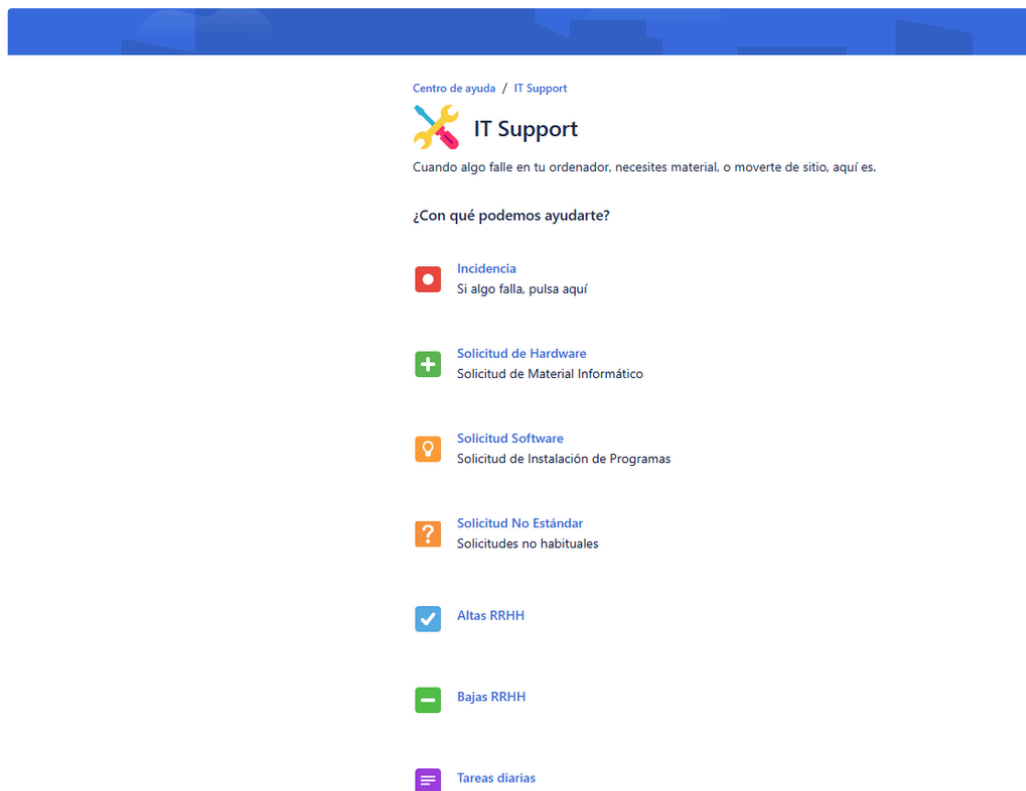 Centro de ayuda / IT Support
IT Support
Cuando algo falle en tu ordenador, necesites material, o moverte de sitio, aquí es.
¿Con qué podemos ayudarte?
Incidencia
Si algo falla, pulsa aquí
Solicitud de Hardware
Solicitud de Material Informático
Solicitud Software
Solicitud de Instalación de Programas
Solicitud No Estándar
Solicitudes no habituales
Altas RRHH
Bajas RRHH
Tareas diarias